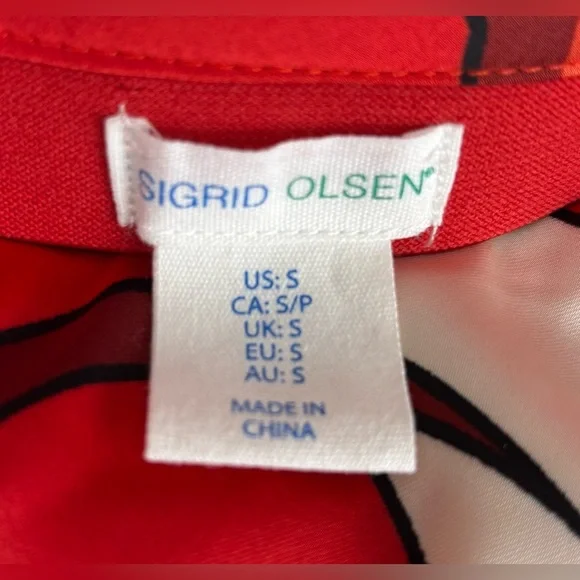 SIGRID OLSEN®
US: S
CA: S/P
UK: S
EU: S
AU: S
MADE IN
CHINA